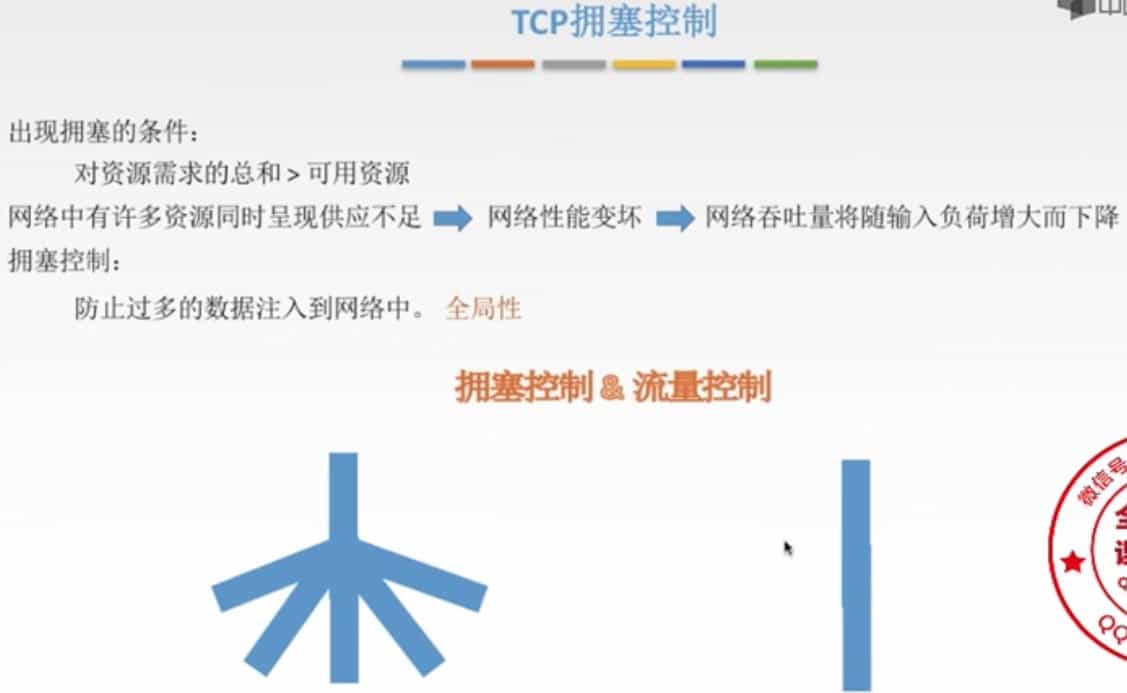 TCP拥塞控制
出现拥塞的条件：
对资源需求的总和 > 可用资源
网络中有许多资源同时呈现供应不足 网络性能变坏 网络吞吐量将随输入负荷增大而下降
拥塞控制：
防止过多的数据注入到网络中。 全局性
拥塞控制 & 流量控制
微信号
QQ